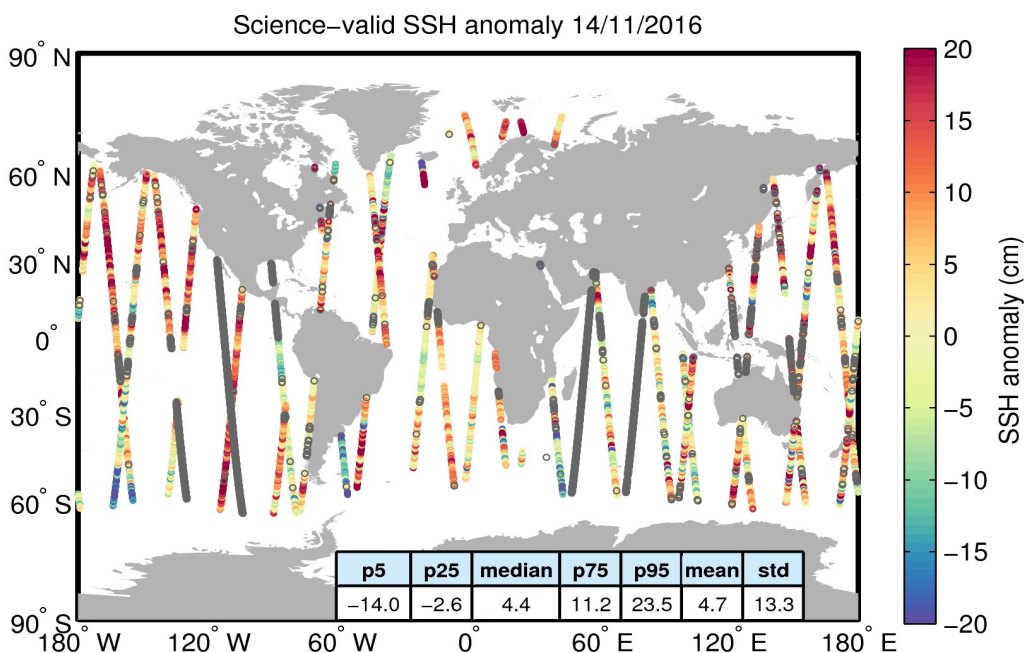 Science−valid SSH anomaly 14/11/2016
90° N
60° N
30° N
0°
30° S
60° S
90° S
180° W
120° W
60° W
0°
60° E
120° E
180° E
p5 p25 median p75 p95 mean std
−14.0 −2.6 4.4 11.2 23.5 4.7 13.3
20
15
10
5
0
−5
−10
−15
−20
SSH anomaly (cm)